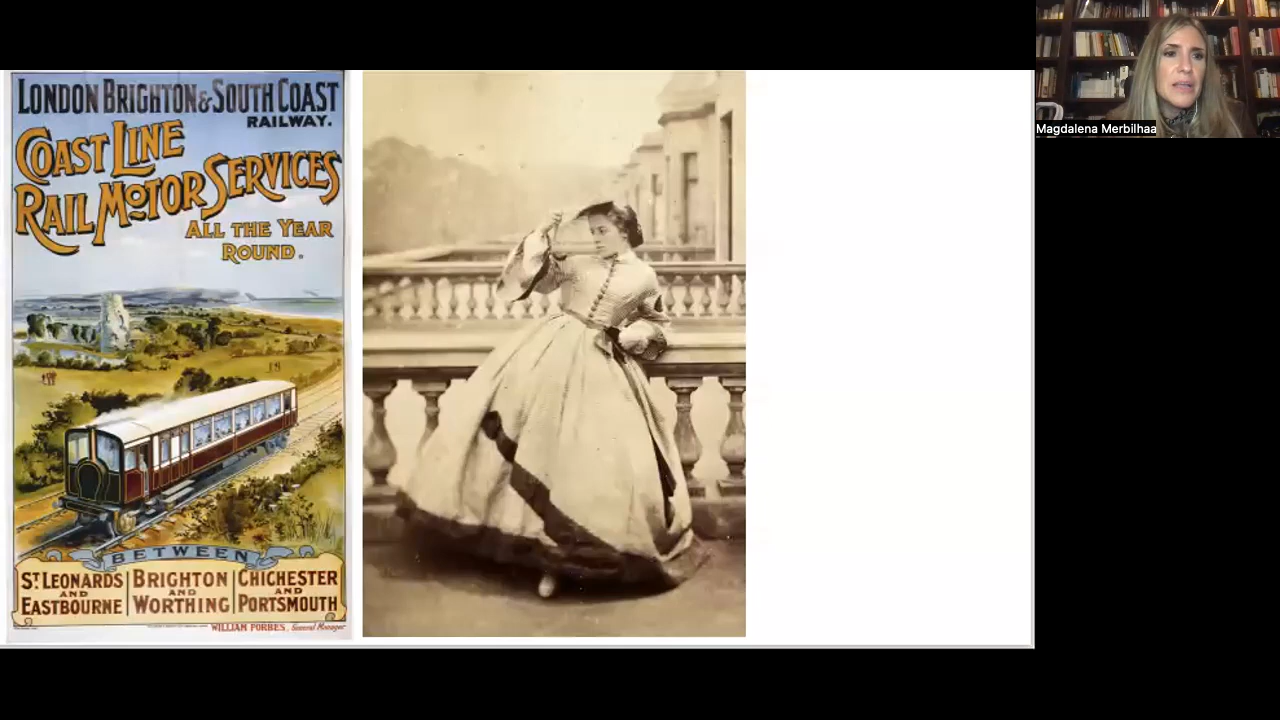 LONDON BRIGHTON & SOUTH COAST
RAILWAY.
COAST LINE
RAIL MOTOR SERVICES
ALL THE YEAR
ROUND.
BETWEEN
ST LEONARDS
AND
EASTBOURNE
BRIGHTON
AND
WORTHING
CHICHESTER
AND
PORTSMOUTH
WILLIAM FORBES, General Manager
Magdalena Merbilhaa